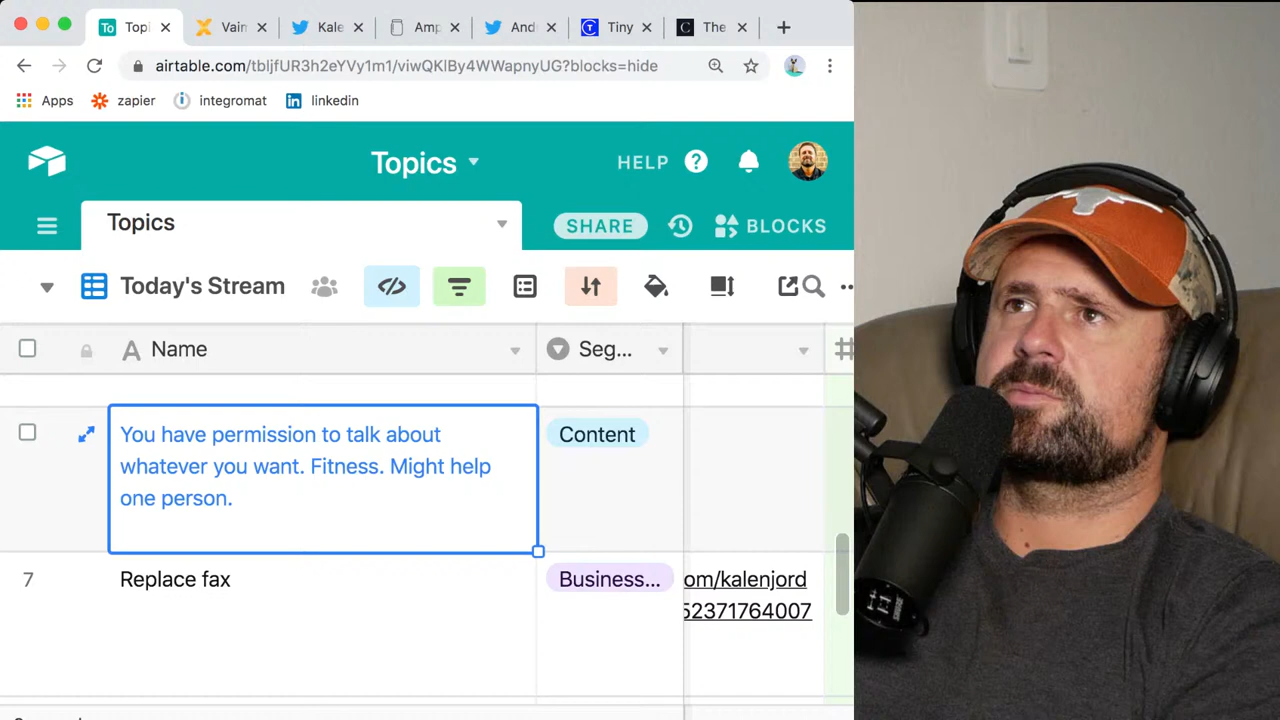 To Topi
Vain
Kale
Amp
And
Tiny
C The
airtable.com/tbljfUR3h2eYVy1m1/viwQKlBy4WWapnyUG?blocks=hide
Apps
zapier
integromat
linkedin
Topics
HELP
Topics
SHARE
BLOCKS
Today's Stream
Name
Seg...
You have permission to talk about
whatever you want. Fitness. Might help
one person.
Content
7
Replace fax
Business...
om/kalenjord
52371764007